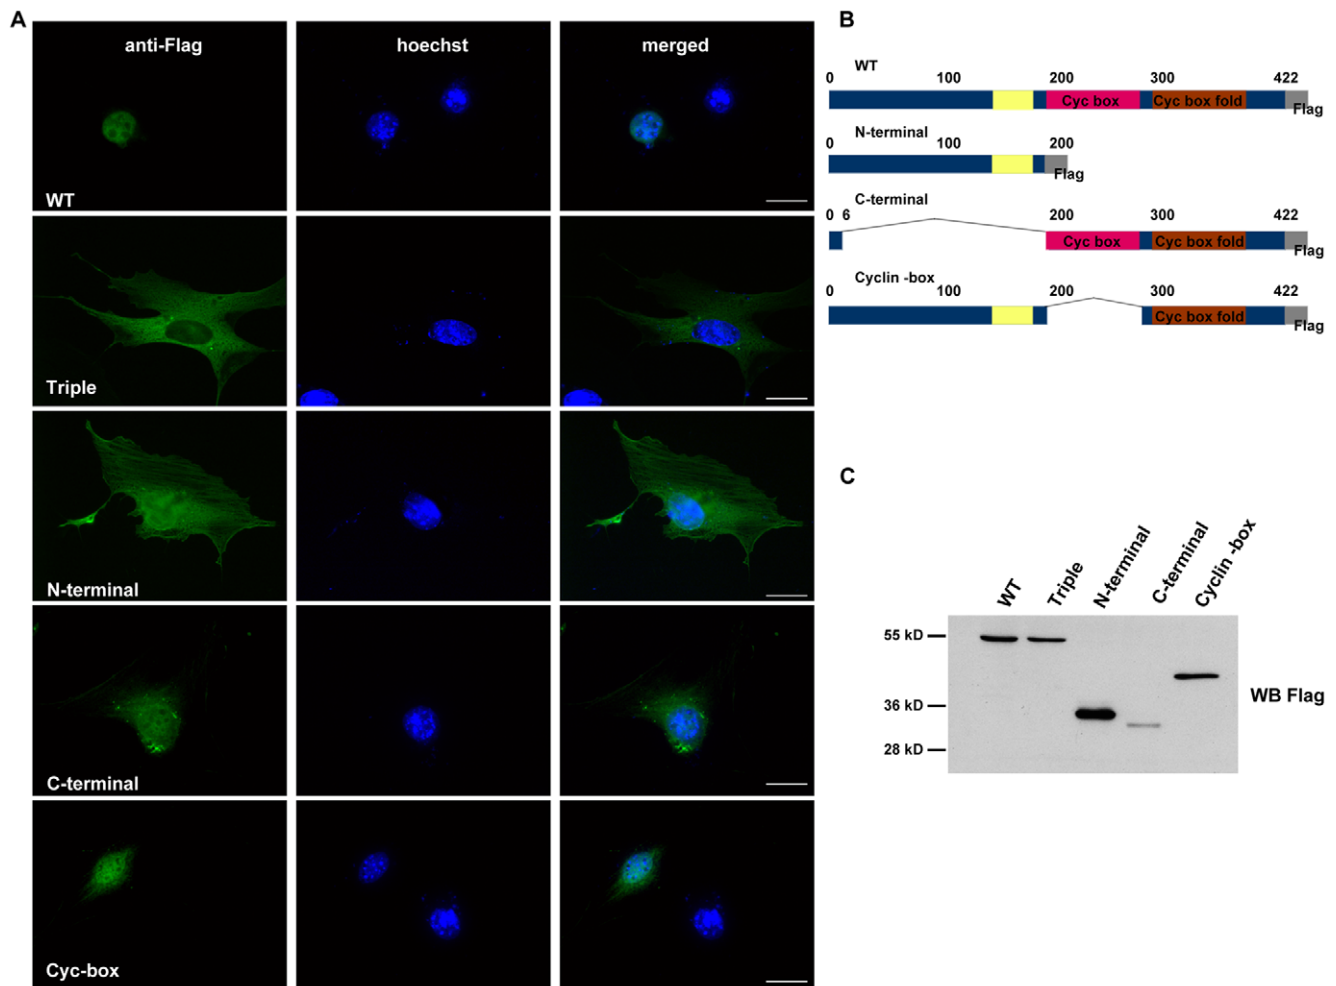 A
anti-Flag hoechst merged
WT
Triple
N-terminal
C-terminal
Cyc-box
B
WT
0 100 200 300 422
Cyc box Cyc box fold Flag
N-terminal
0 100 200
Flag
C-terminal
0 6 200 300 422
Cyc box Cyc box fold Flag
Cyclin -box
0 100 200 300 422
Cyc box fold Flag
C
WT Triple N-terminal C-terminal Cyclin -box
55 kD
36 kD
28 kD
WB Flag